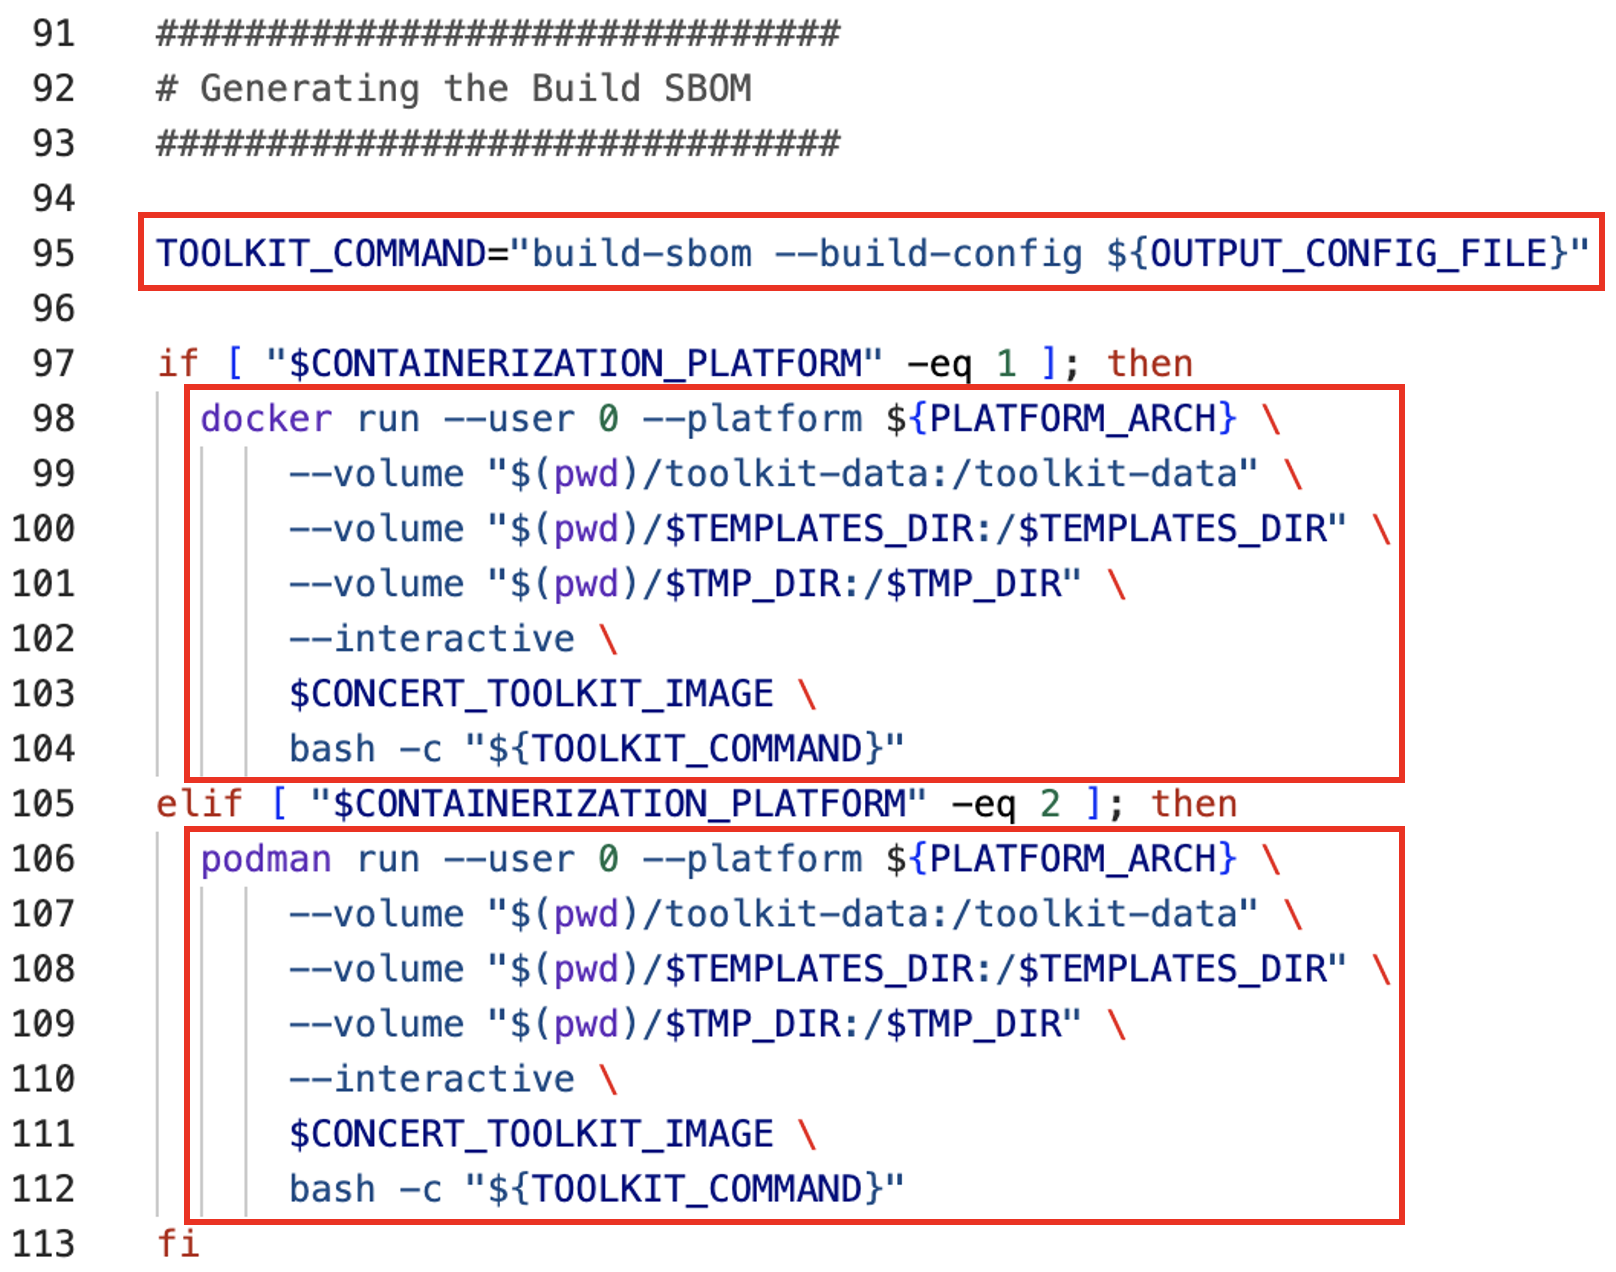 91 ###############################
92 # Generating the Build SBOM
93 ###############################
94
95 TOOLKIT_COMMAND="build-sbom --build-config ${OUTPUT_CONFIG_FILE}"
96
97 if [ "$CONTAINERIZATION_PLATFORM" -eq 1 ]; then
98   docker run --user 0 --platform ${PLATFORM_ARCH} \
99       --volume "$(pwd)/toolkit-data:/toolkit-data" \
100       --volume "$(pwd)/$TEMPLATES_DIR:/$TEMPLATES_DIR" \
101       --volume "$(pwd)/$TMP_DIR:/$TMP_DIR" \
102       --interactive \
103       $CONCERT_TOOLKIT_IMAGE \
104       bash -c "${TOOLKIT_COMMAND}"
105 elif [ "$CONTAINERIZATION_PLATFORM" -eq 2 ]; then
106   podman run --user 0 --platform ${PLATFORM_ARCH} \
107       --volume "$(pwd)/toolkit-data:/toolkit-data" \
108       --volume "$(pwd)/$TEMPLATES_DIR:/$TEMPLATES_DIR" \
109       --volume "$(pwd)/$TMP_DIR:/$TMP_DIR" \
110       --interactive \
111       $CONCERT_TOOLKIT_IMAGE \
112       bash -c "${TOOLKIT_COMMAND}"
113 fi